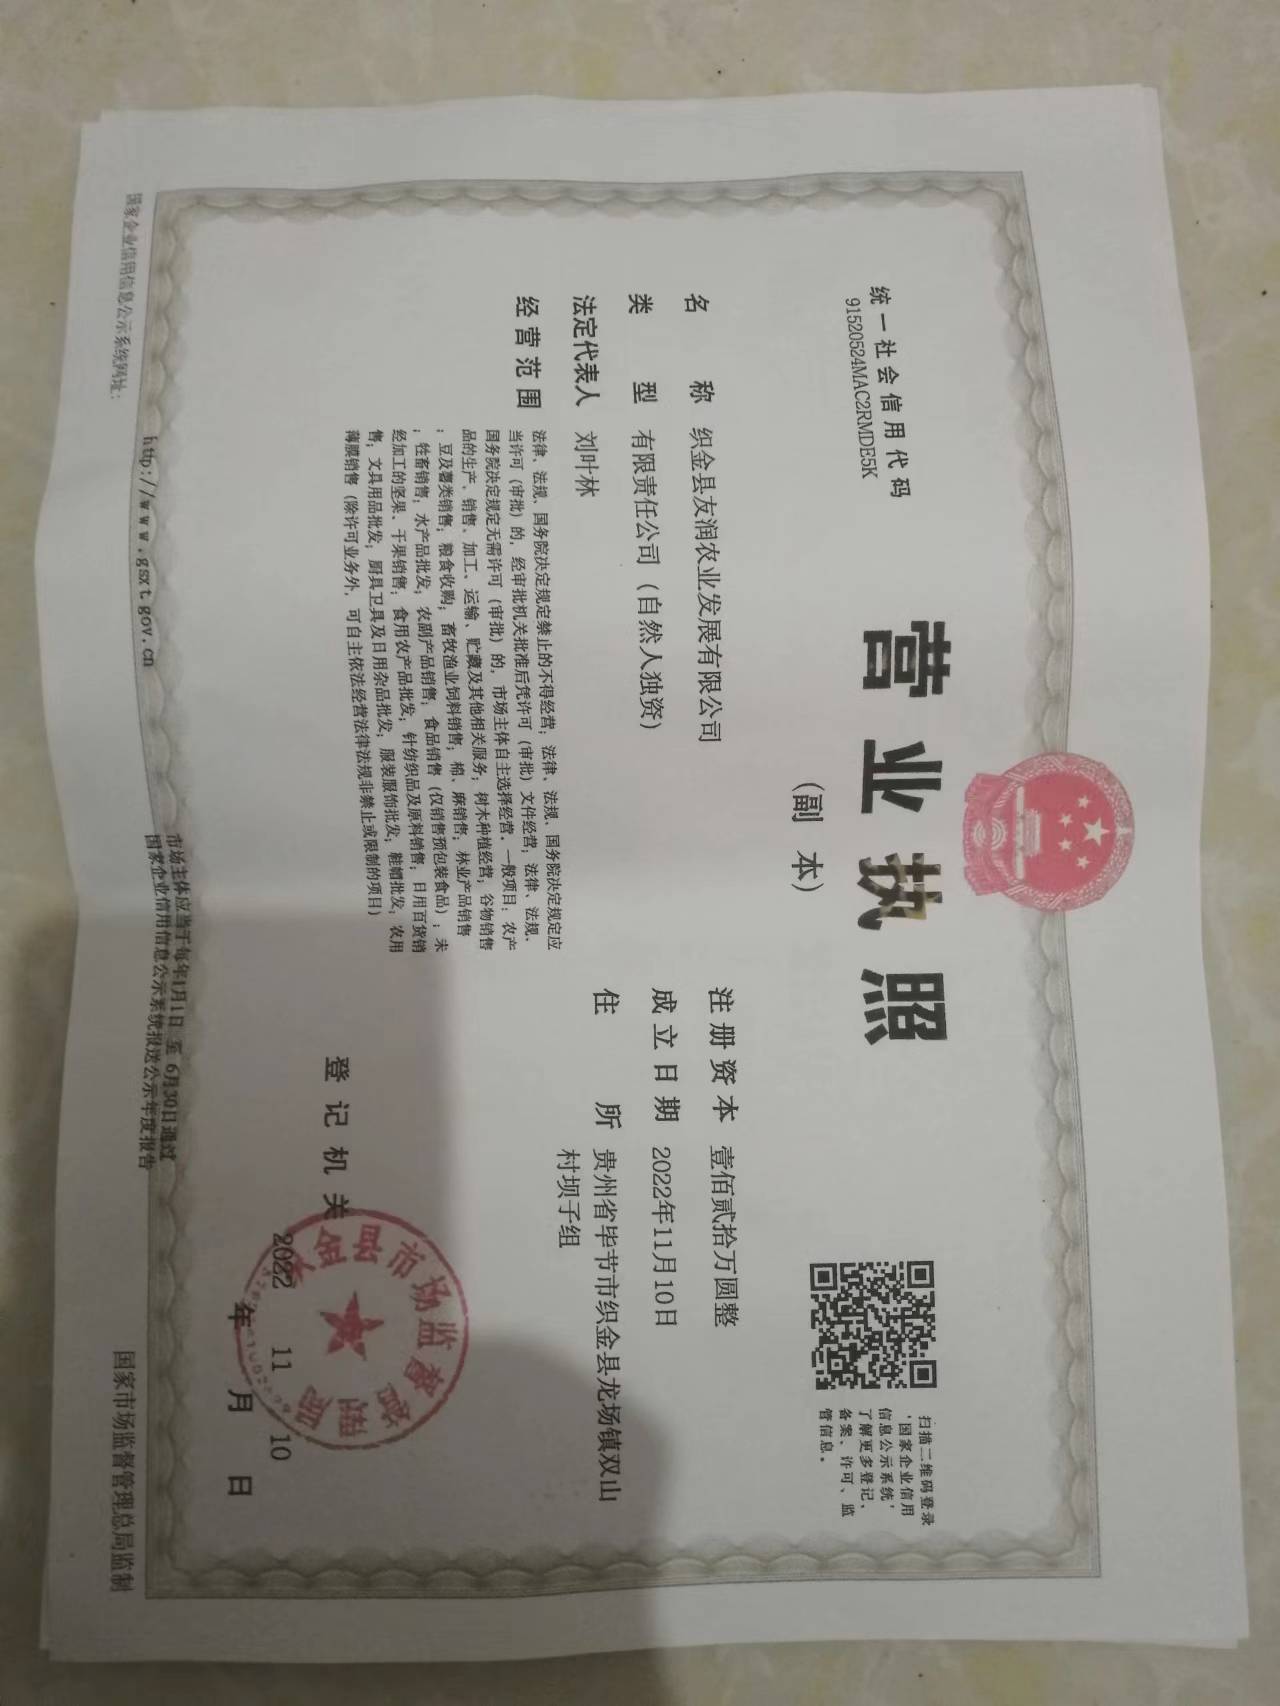 统一社会信用代码
91520524MAC2RMDE5K
营业执照
(副 本)
扫描二维码登录
'国家企业信用
信息公示系统'
了解更多登记、
备案、许可、监
管信息。
名 称 织金县友润农业发展有限公司
类 型 有限责任公司（自然人独资）
法定代表人 刘叶林
经营范围 法律、法规、国务院决定规定禁止的不得经营；法律、法规、国务院决定规定应
当许可（审批）的，经审批机关批准后凭许可（审批）文件经营；法律、法规、
国务院决定规定无需许可（审批）的，市场主体自主选择经营。一般项目：农产
品的生产、销售、加工、运输、贮藏及其他相关服务；树木种植经营；谷物销售
；豆及薯类销售；粮食收购；畜牧渔业饲料销售；棉、麻销售；林业产品销售
；牲畜销售；水产品批发；农副产品销售；食品销售（仅销售预包装食品）；未
经加工的坚果、干果销售；食用农产品批发；针纺织品及原料销售；日用百货销
售；文具用品批发；厨具卫具及日用杂品批发；服装服饰批发；鞋帽批发；农用
薄膜销售（除许可业务外，可自主依法经营法律法规非禁止或限制的项目）
注册资本 壹佰贰拾万圆整
成立日期 2022年11月10日
住 所 贵州省毕节市织金县龙场镇双山
村坝子组
登记机关
金县市场监督管理局
2022 年 11 月 10 日
国家企业信用信息公示系统网址：
http://www.gsxt.gov.cn
市场主体应当于每年1月1日 至 6月30日通过
国家企业信用信息公示系统报送公示年度报告
国家市场监督管理总局监制